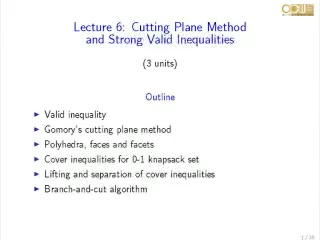 Lecture 6: Cutting Plane Method
and Strong Valid Inequalities
(3 units)
Outline
Valid inequality
Gomory's cutting plane method
Polyhedra, faces and facets
Cover inequalities for 0-1 knapsack set
Lifting and separation of cover inequalities
Branch-and-cut algorithm